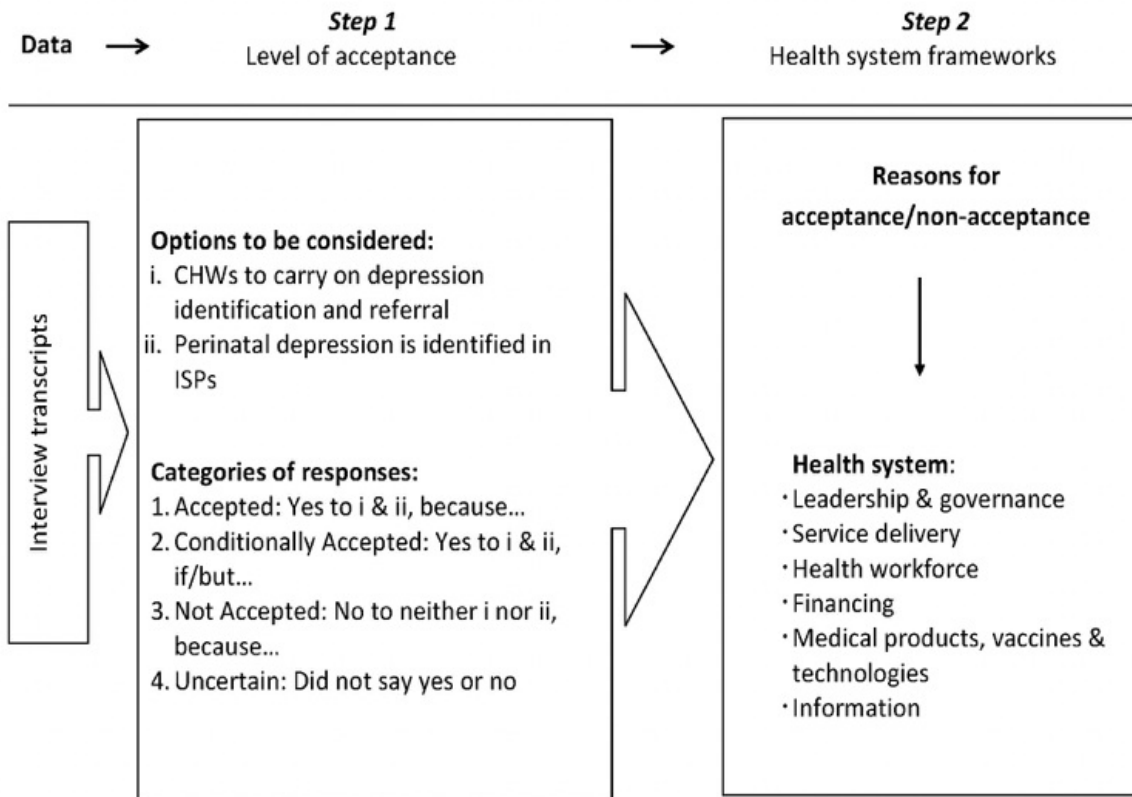 Data → Step 1 → Step 2
Level of acceptance
Health system frameworks
Interview transcripts
Options to be considered:
i. CHWs to carry on depression
identification and referral
ii. Perinatal depression is identified in
ISPs
Categories of responses:
1. Accepted: Yes to i & ii, because...
2. Conditionally Accepted: Yes to i & ii,
if/but...
3. Not Accepted: No to neither i nor ii,
because...
4. Uncertain: Did not say yes or no
Reasons for
acceptance/non-acceptance
Health system:
· Leadership & governance
· Service delivery
· Health workforce
· Financing
· Medical products, vaccines &
technologies
· Information